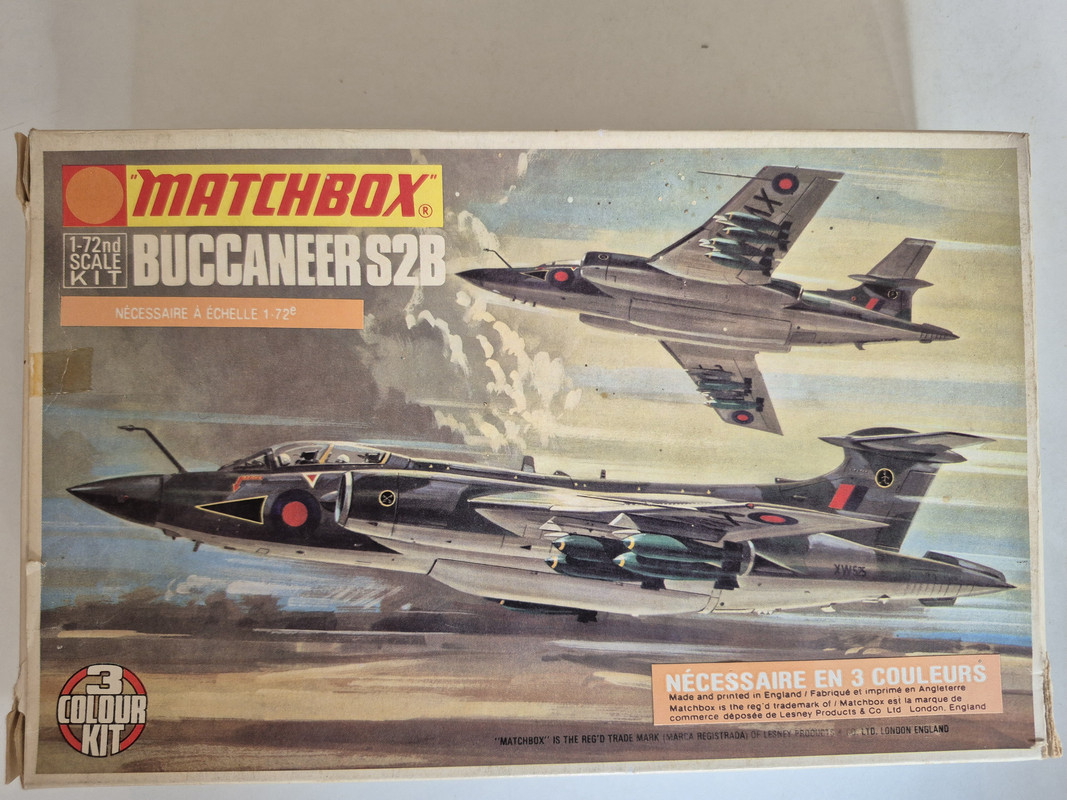 "MATCHBOX"®
1-72nd
SCALE
KIT
BUCCANEER S2B
NÉCESSAIRE À ÉCHELLE 1·72e
XW53
3
COLOUR
KIT
NÉCESSAIRE EN 3 COULEURS
Made and printed in England / Fabriqué et imprimé en Angleterre
Matchbox is the reg'd trademark of / Matchbox est la marque de
commerce déposée de Lesney Products & Co Ltd London, England
"MATCHBOX" IS THE REG'D TRADE MARK (MARCA REGISTRADA) OF LESNEY PRODUCTS LTD. LONDON ENGLAND